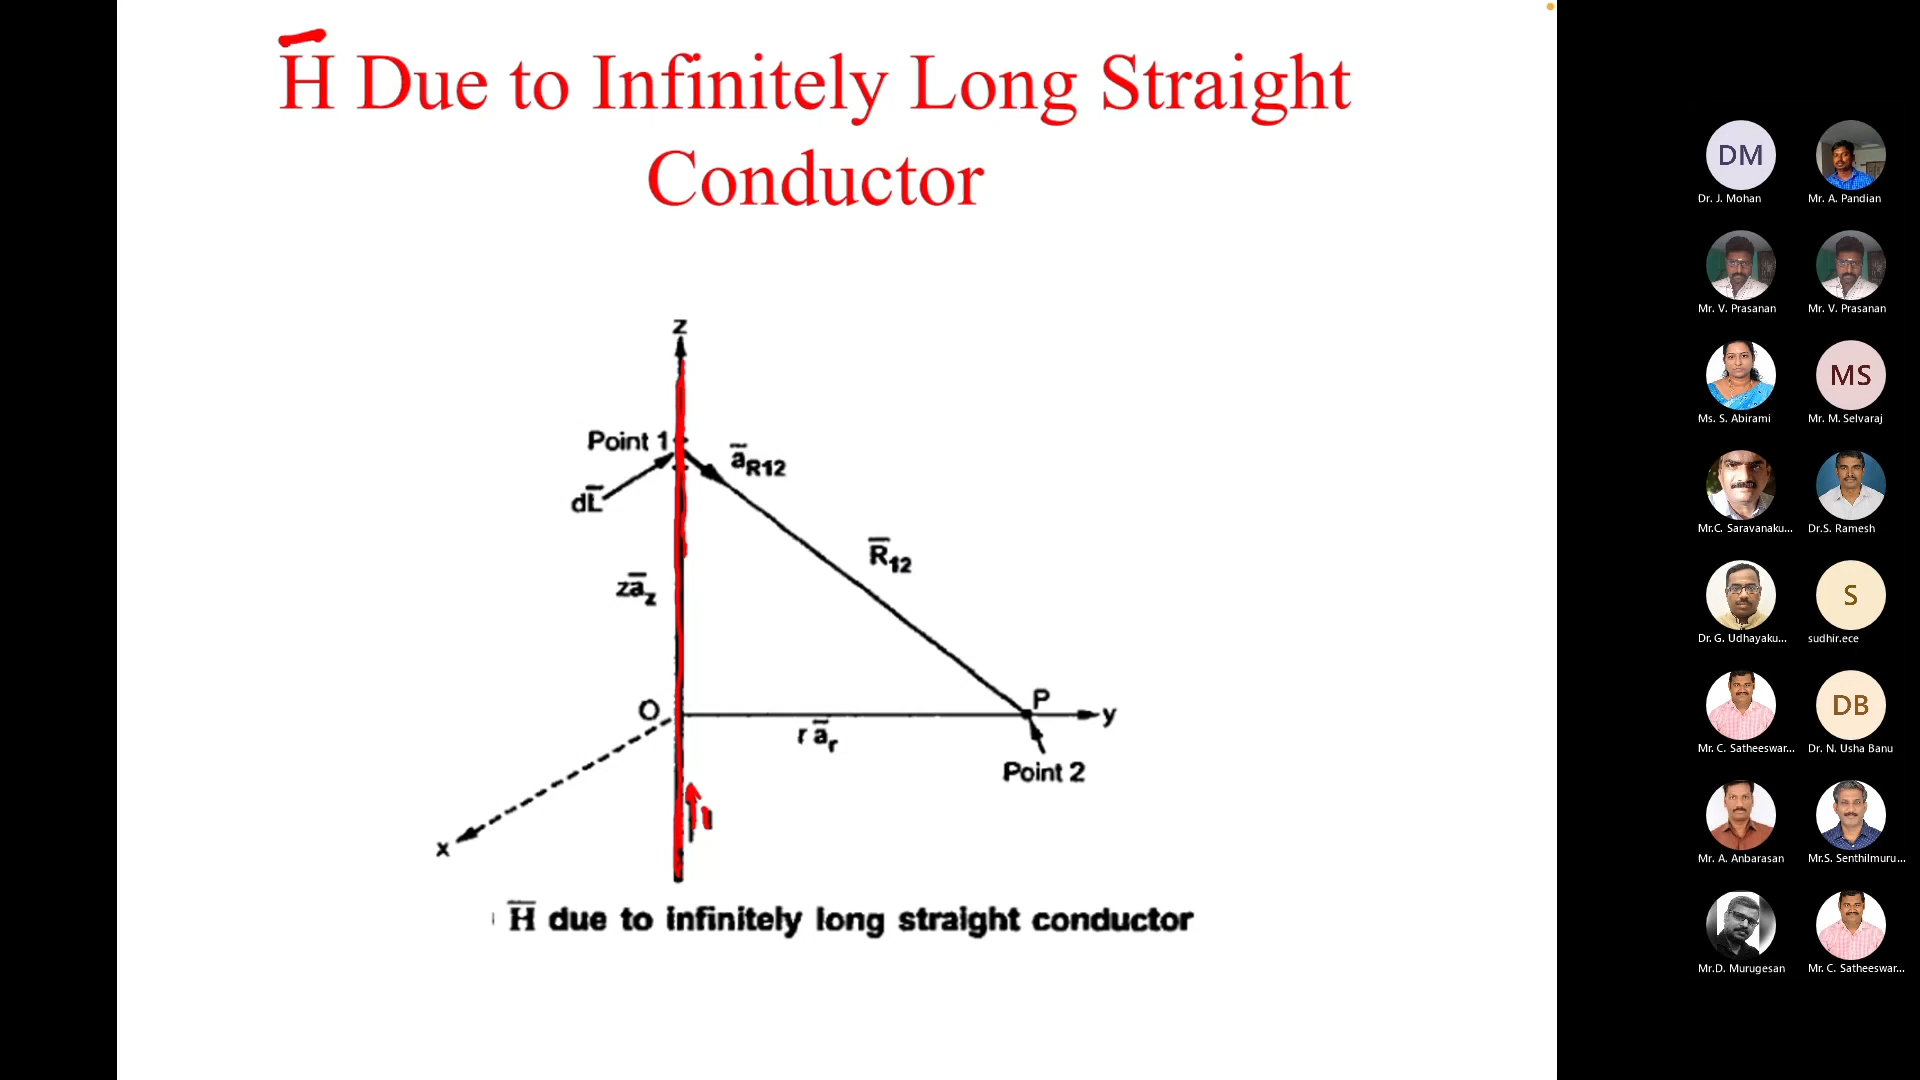 H̅ Due to Infinitely Long Straight
Conductor
z
Point 1
a̅R12
dL̅
R̅12
za̅z
O
P
y
r a̅r
Point 2
I
x
H̅ due to infinitely long straight conductor
DM
Dr. J. Mohan
Mr. A. Pandian
Mr. V. Prasanan
Mr. V. Prasanan
Ms. S. Abirami
MS
Mr. M. Selvaraj
Mr.C. Saravanaku...
Dr.S. Ramesh
Dr. G. Udhayaku...
S
sudhir.ece
Mr. C. Satheeswar...
DB
Dr. N. Usha Banu
Mr. A. Anbarasan
Mr.S. Senthilmuru...
Mr.D. Murugesan
Mr. C. Satheeswar...